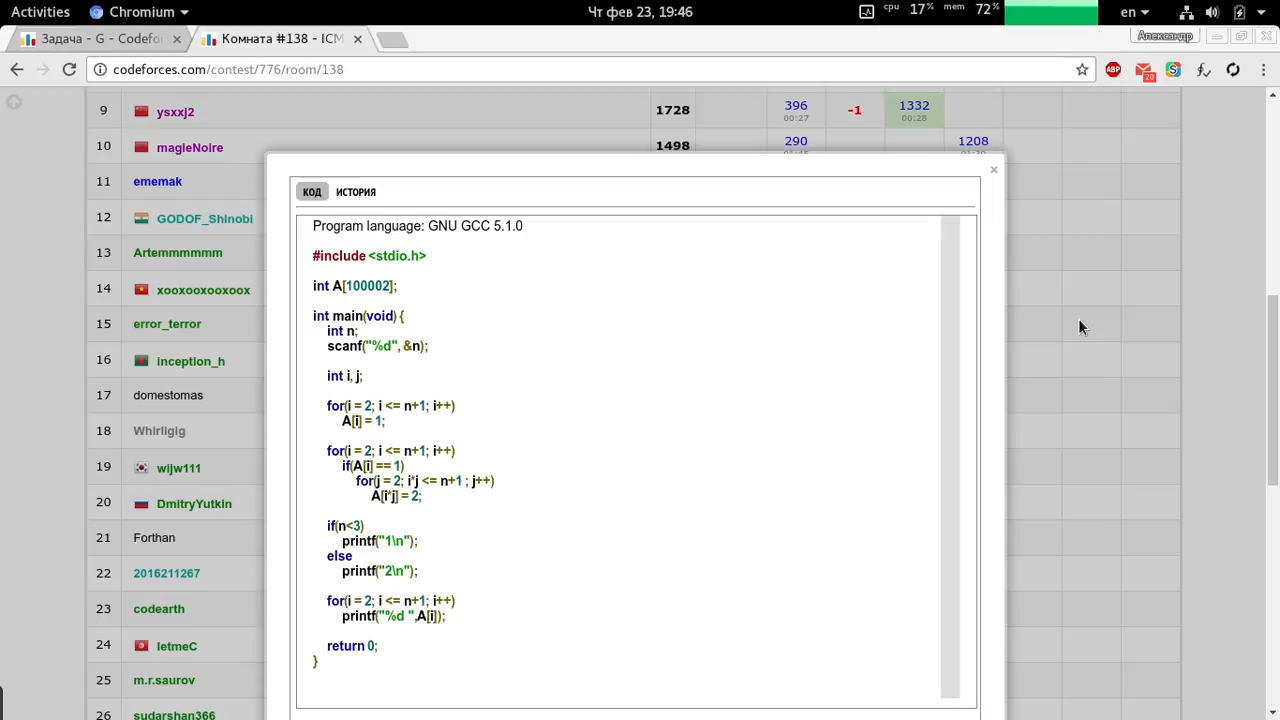 Activities Chromium Чт фев 23, 19:46 cpu 17% mem 72% en
Задача - G - Codefor Комната #138 - ICM Александр
codeforces.com/contest/776/room/138 ABP 20
9 ysxxj2 1728 396 -1 1332
00:27 00:28
10 magleNoire 1498 290 1208
11 ememak
12 GODOF_Shinobi
13 Artemmmmmm
14 xooxooxooxoox
15 error_terror
16 inception_h
17 domestomas
18 Whirligig
19 wijw111
20 DmitryYutkin
21 Forthan
22 2016211267
23 codearth
24 letmeC
25 m.r.saurov
26 sudarshan366
×
КОД ИСТОРИЯ
Program language: GNU GCC 5.1.0
#include <stdio.h>
int A[100002];
int main(void) {
int n;
scanf("%d", &n);
int i, j;
for(i = 2; i <= n+1; i++)
A[i] = 1;
for(i = 2; i <= n+1; i++)
if(A[i] == 1)
for(j = 2; i*j <= n+1 ; j++)
A[i*j] = 2;
if(n<3)
printf("1\n");
else
printf("2\n");
for(i = 2; i <= n+1; i++)
printf("%d ",A[i]);
return 0;
}